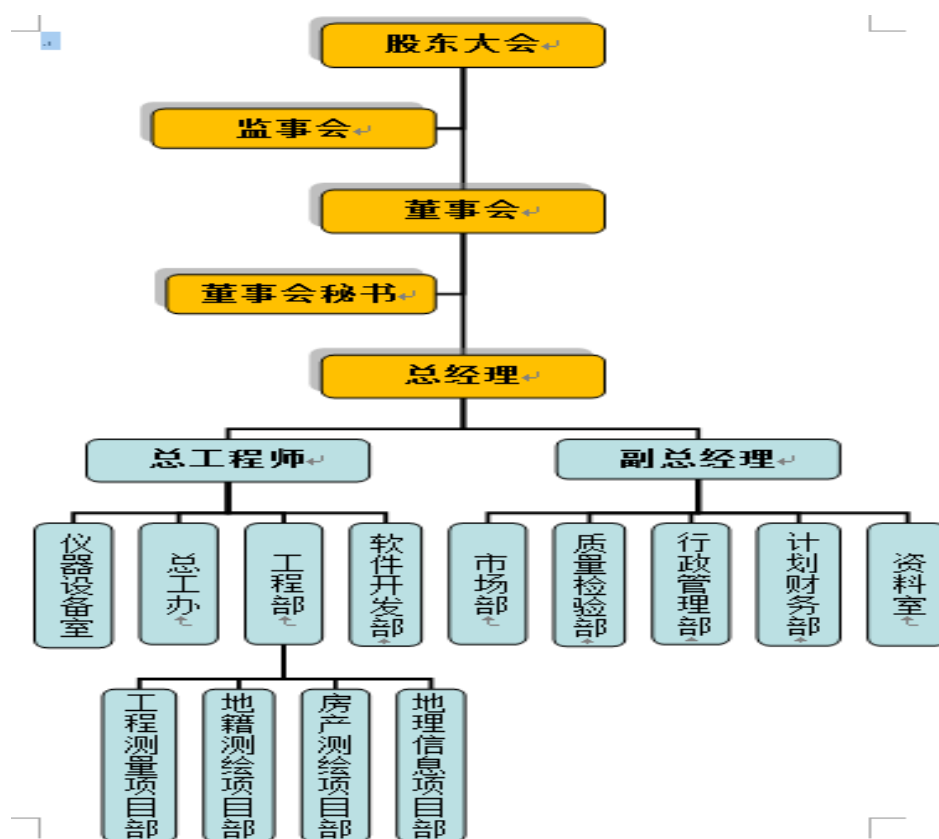 股东大会
监事会
董事会
董事会秘书
总经理
总工程师
副总经理
仪器设备室
总工办
工程部
软件开发部
市场部
质量检验部
行政管理部
计划财务部
资料室
工程测量项目部
地籍测绘项目部
房产测绘项目部
地理信息项目部